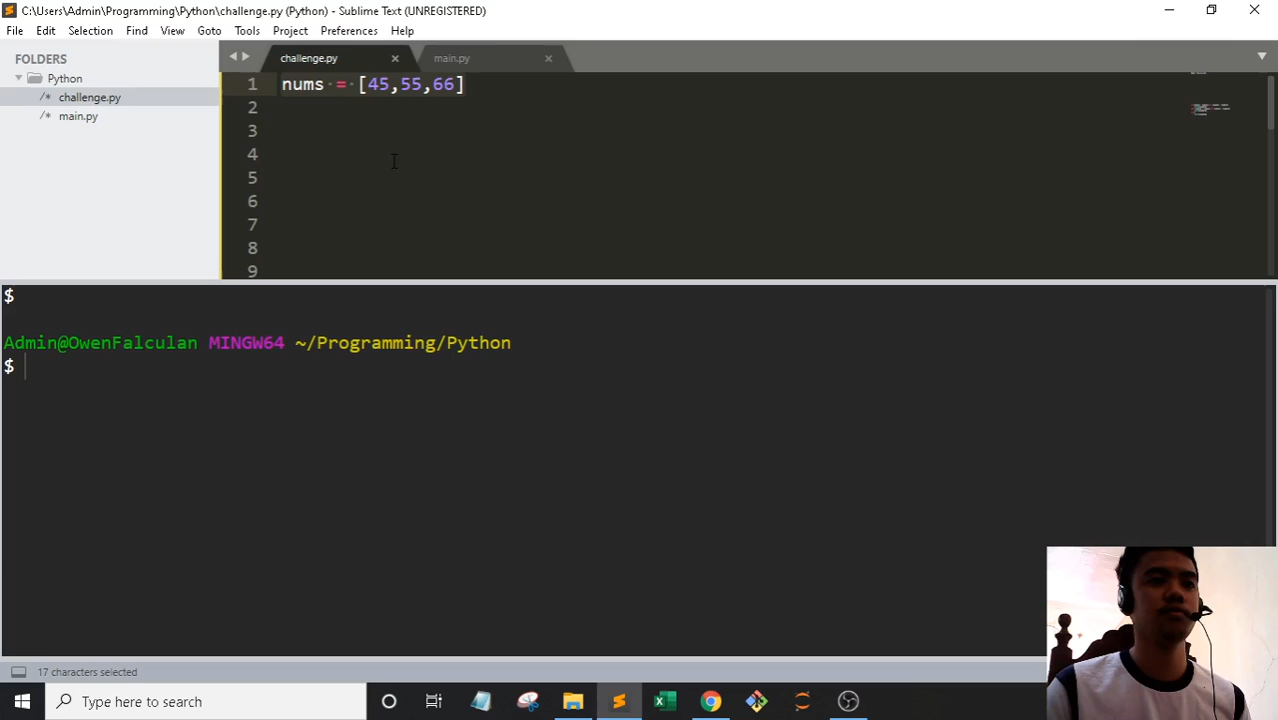 C:\Users\Admin\Programming\Python\challenge.py (Python) - Sublime Text (UNREGISTERED)
File Edit Selection Find View Goto Tools Project Preferences Help
FOLDERS
Python
/* challenge.py
/* main.py
challenge.py × main.py ×
1 nums = [45,55,66]
2
3
4
5
6
7
8
9
$
Admin@OwenFalculan MINGW64 ~/Programming/Python
$
17 characters selected
Type here to search